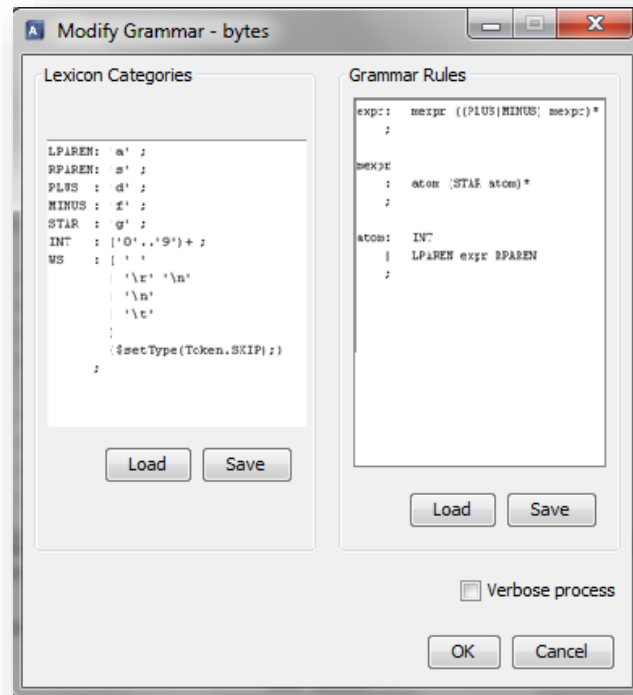 Modify Grammar - bytes
Lexicon Categories
LPAREN: 'a' ;
RPAREN: 's' ;
PLUS : 'd' ;
MINUS : 'f' ;
STAR : 'g' ;
INT : ('0'..'9')+ ;
WS : ( ' '
| '\r' '\n'
| '\n'
| '\t'
)
{$setType(Token.SKIP);}
;
Load Save
Grammar Rules
expr: mexpr ((PLUS|MINUS) mexpr)*
;
mexpr
: atom (STAR atom)*
;
atom: INT
| LPAREN expr RPAREN
;
Load Save
Verbose process
OK Cancel